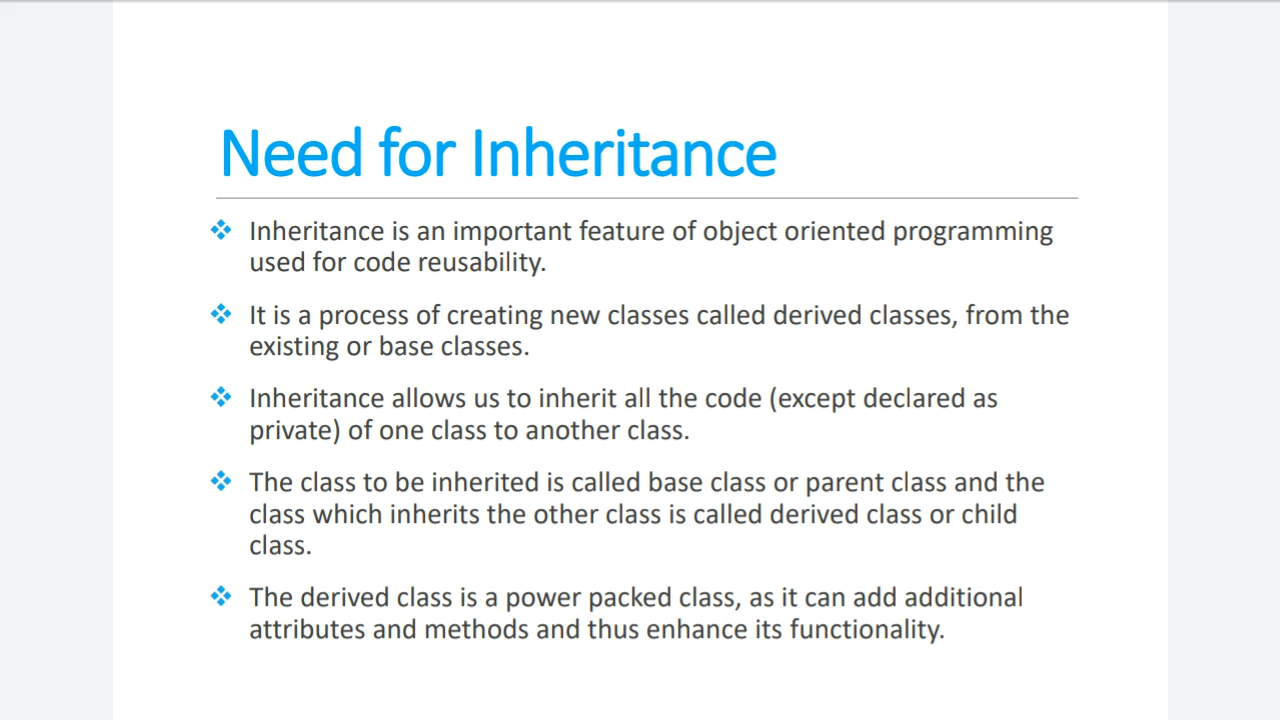 Need for Inheritance
Inheritance is an important feature of object oriented programming
used for code reusability.
It is a process of creating new classes called derived classes, from the
existing or base classes.
Inheritance allows us to inherit all the code (except declared as
private) of one class to another class.
The class to be inherited is called base class or parent class and the
class which inherits the other class is called derived class or child
class.
The derived class is a power packed class, as it can add additional
attributes and methods and thus enhance its functionality.